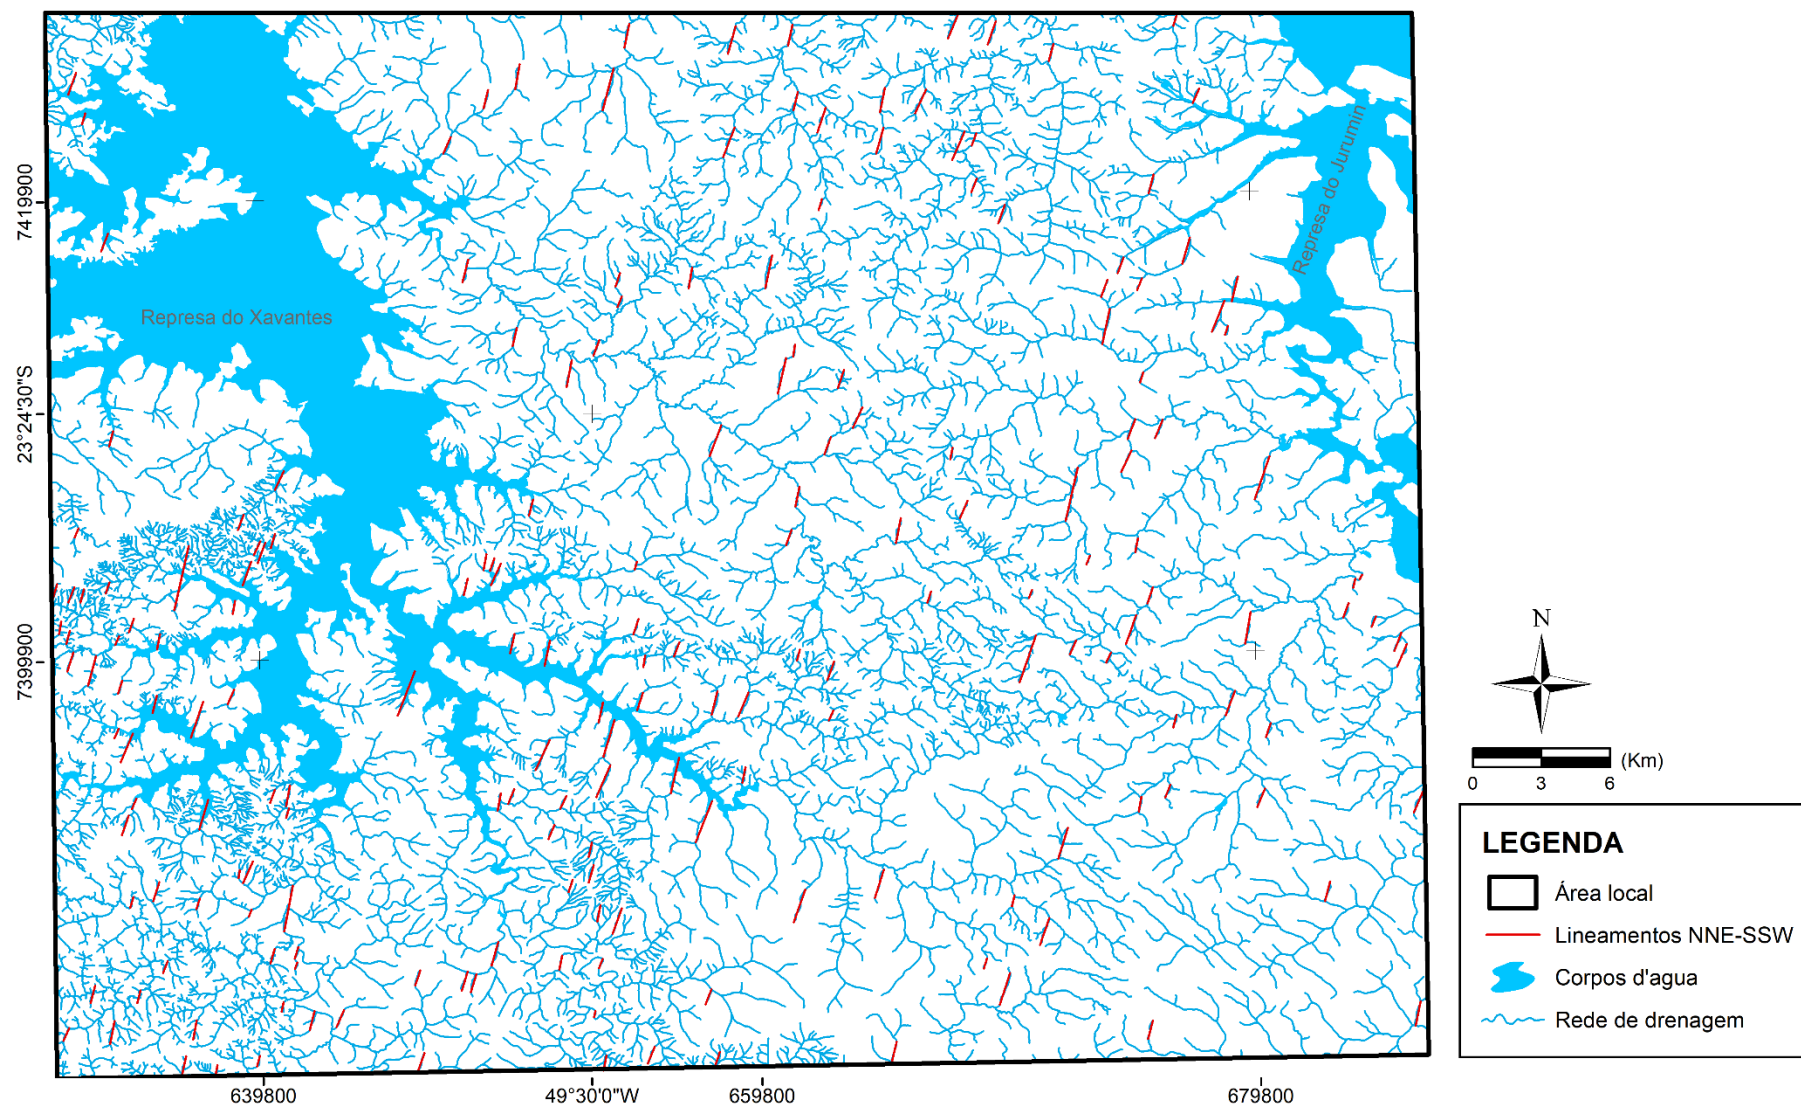 7419900
23°24'30"S
7399900
Represa do Xavantes
Represa do Jurumin
639800
49°30'0"W
659800
679800
N
(Km)
0 3 6
LEGENDA
Área local
Lineamentos NNE-SSW
Corpos d'agua
Rede de drenagem